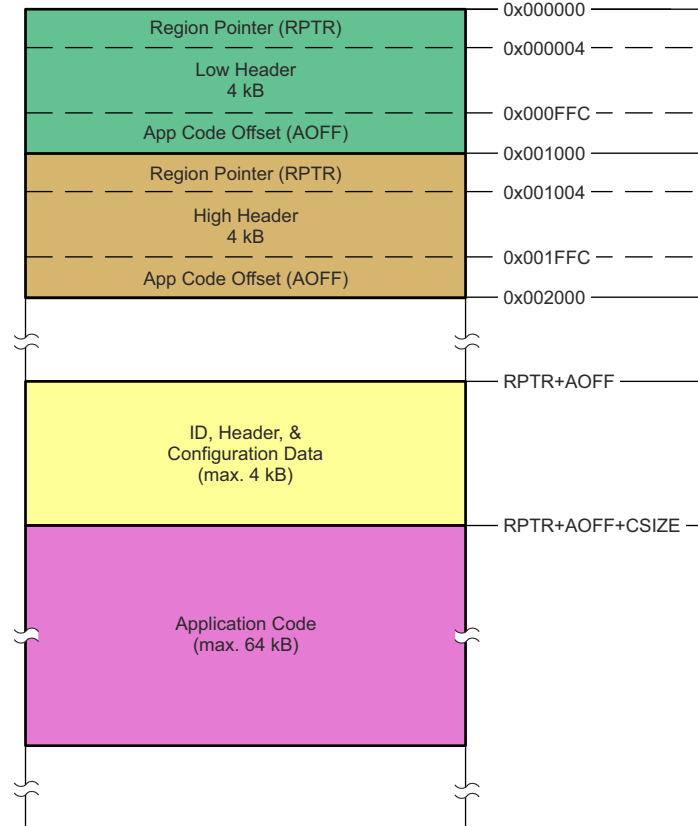 0x000000
Region Pointer (RPTR)
0x000004
Low Header
4 kB
0x000FFC
App Code Offset (AOFF)
0x001000
Region Pointer (RPTR)
0x001004
High Header
4 kB
0x001FFC
App Code Offset (AOFF)
0x002000
RPTR+AOFF
ID, Header, &
Configuration Data
(max. 4 kB)
RPTR+AOFF+CSIZE
Application Code
(max. 64 kB)